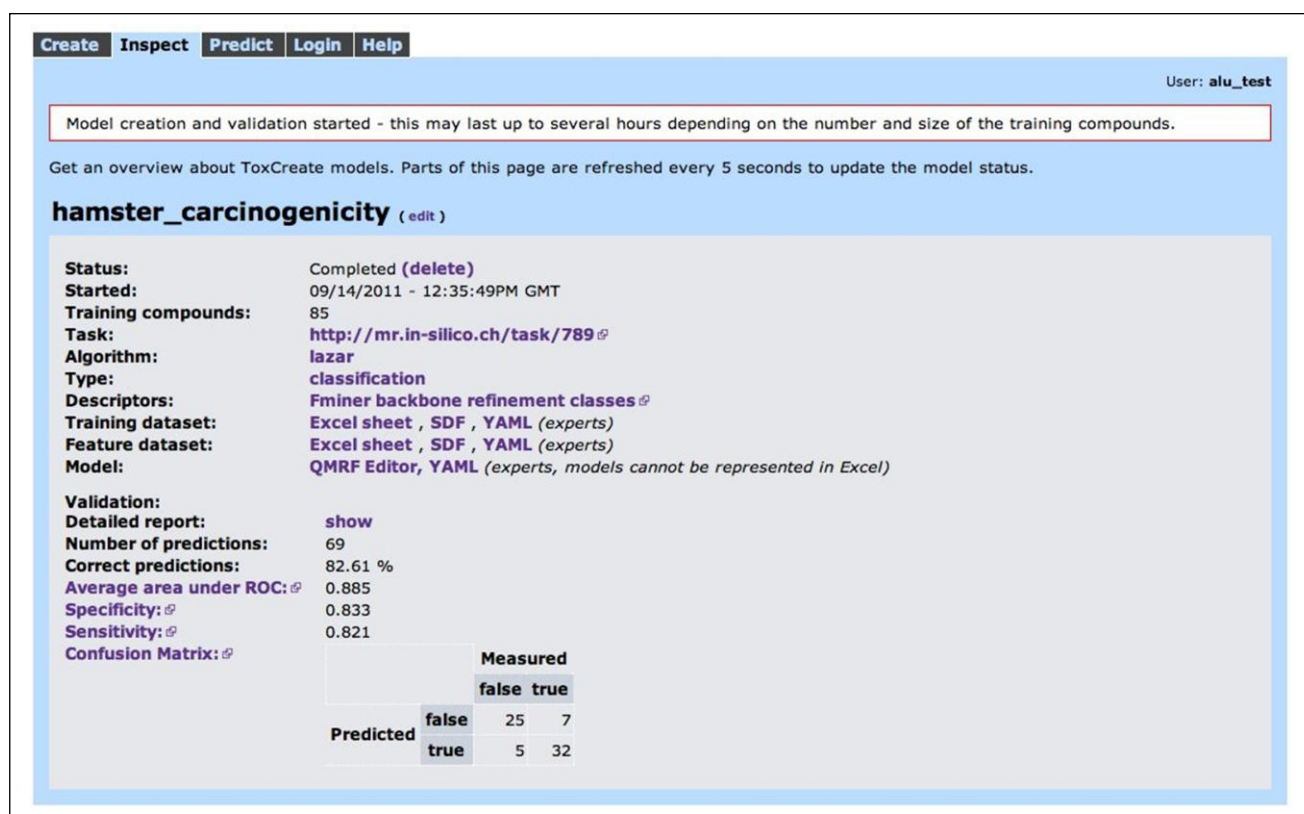 Create Inspect Predict Login Help
User: alu_test
Model creation and validation started - this may last up to several hours depending on the number and size of the training compounds.
Get an overview about ToxCreate models. Parts of this page are refreshed every 5 seconds to update the model status.
hamster_carcinogenicity ( edit )
Status: Completed (delete)
Started: 09/14/2011 - 12:35:49PM GMT
Training compounds: 85
Task: http://mr.in-silico.ch/task/789
Algorithm: lazar
Type: classification
Descriptors: Fminer backbone refinement classes
Training dataset: Excel sheet , SDF , YAML (experts)
Feature dataset: Excel sheet , SDF , YAML (experts)
Model: QMRF Editor, YAML (experts, models cannot be represented in Excel)
Validation:
Detailed report: show
Number of predictions: 69
Correct predictions: 82.61 %
Average area under ROC: 0.885
Specificity: 0.833
Sensitivity: 0.821
Confusion Matrix:
Measured
false true
Predicted
false 25 7
true 5 32